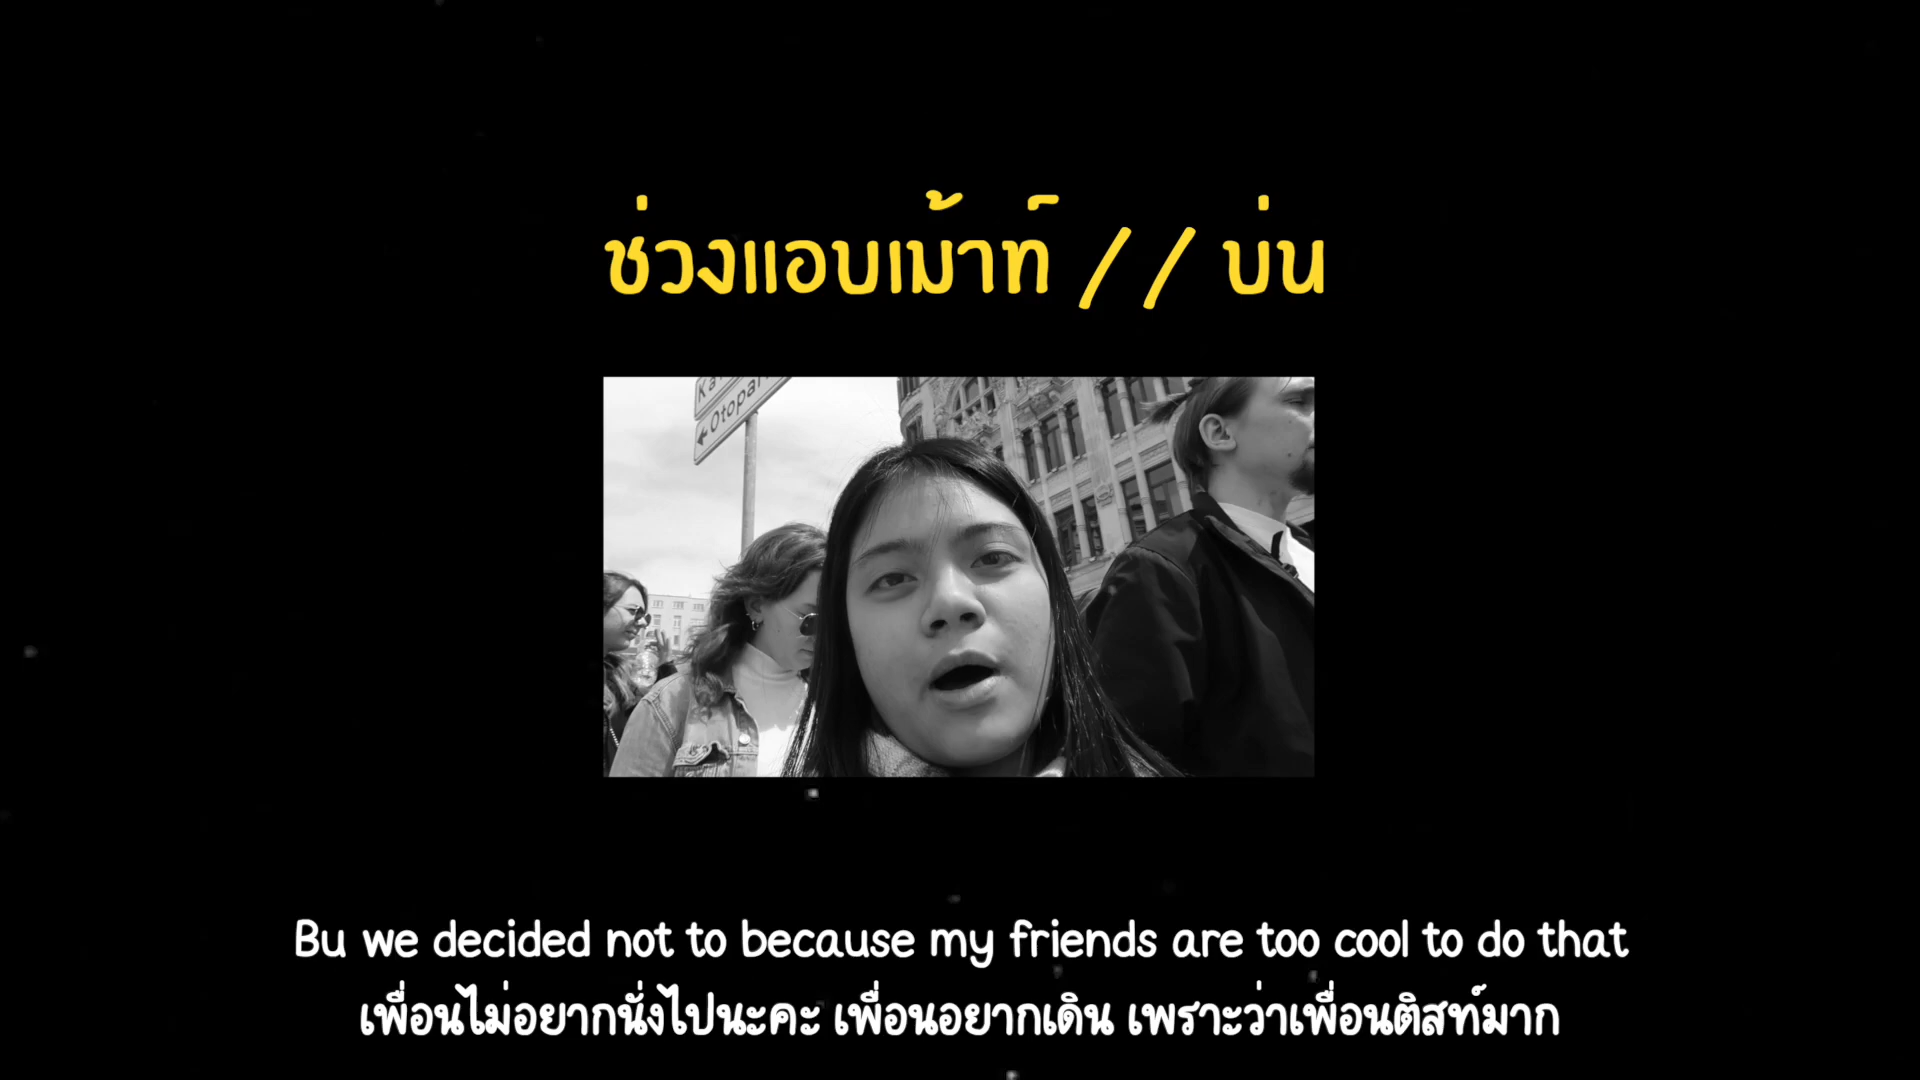 ช่วงแอบเม้าท์ // บ่น
Otopar
Bu we decided not to because my friends are too cool to do that
เพื่อนไม่อยากนั่งไปนะคะ เพื่อนอยากเดิน เพราะว่าเพื่อนติสท์มาก